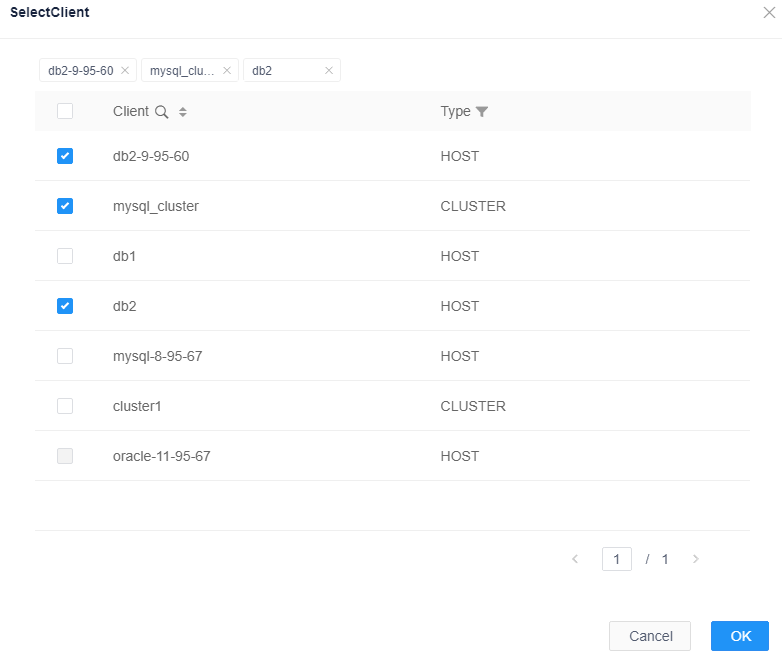 SelectClient
db2-9-95-60 mysql_clu... db2
Client Type
db2-9-95-60 HOST
mysql_cluster CLUSTER
db1 HOST
db2 HOST
mysql-8-95-67 HOST
cluster1 CLUSTER
oracle-11-95-67 HOST
1 / 1
Cancel OK